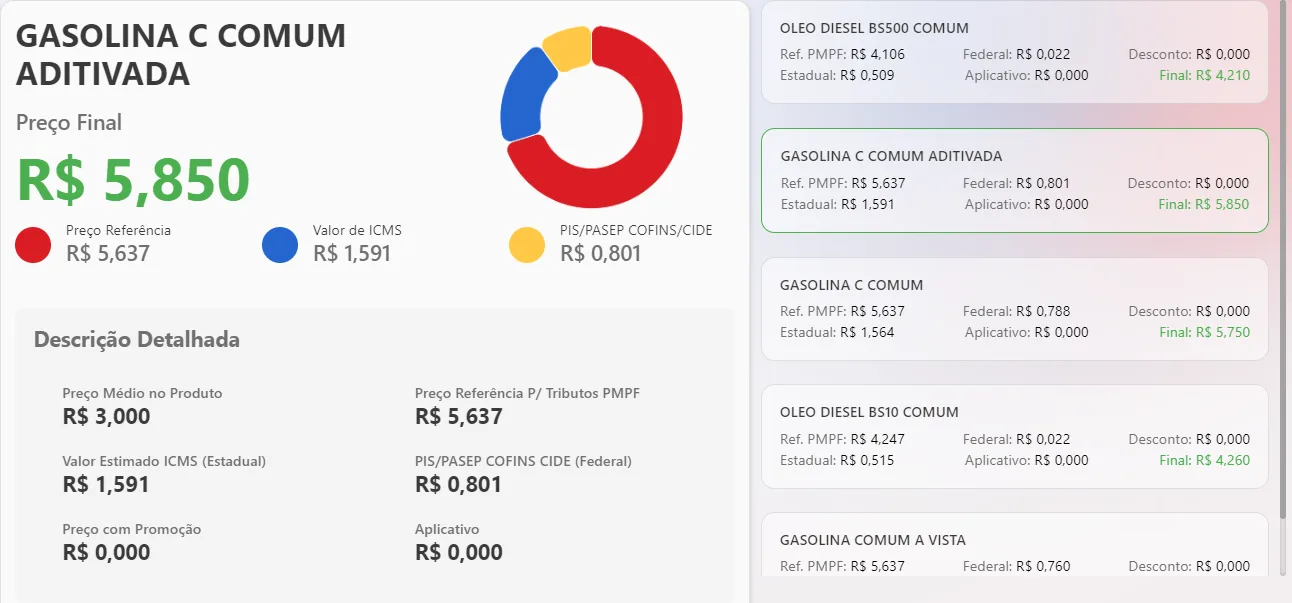 GASOLINA C COMUM
ADITIVADA
Preço Final
R$ 5,850
Preço Referência
R$ 5,637
Valor de ICMS
R$ 1,591
PIS/PASEP COFINS/CIDE
R$ 0,801
Descrição Detalhada
Preço Médio no Produto
R$ 3,000
Preço Referência P/ Tributos PMPF
R$ 5,637
Valor Estimado ICMS (Estadual)
R$ 1,591
PIS/PASEP COFINS CIDE (Federal)
R$ 0,801
Preço com Promoção
R$ 0,000
Aplicativo
R$ 0,000
OLEO DIESEL BS500 COMUM
Ref. PMPF: R$ 4,106 Federal: R$ 0,022 Desconto: R$ 0,000
Estadual: R$ 0,509 Aplicativo: R$ 0,000 Final: R$ 4,210
GASOLINA C COMUM ADITIVADA
Ref. PMPF: R$ 5,637 Federal: R$ 0,801 Desconto: R$ 0,000
Estadual: R$ 1,591 Aplicativo: R$ 0,000 Final: R$ 5,850
GASOLINA C COMUM
Ref. PMPF: R$ 5,637 Federal: R$ 0,788 Desconto: R$ 0,000
Estadual: R$ 1,564 Aplicativo: R$ 0,000 Final: R$ 5,750
OLEO DIESEL BS10 COMUM
Ref. PMPF: R$ 4,247 Federal: R$ 0,022 Desconto: R$ 0,000
Estadual: R$ 0,515 Aplicativo: R$ 0,000 Final: R$ 4,260
GASOLINA COMUM A VISTA
Ref. PMPF: R$ 5,637 Federal: R$ 0,760 Desconto: R$ 0,000